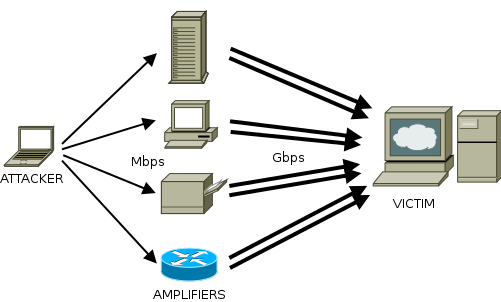 Mbps
Gbps
ATTACKER
VICTIM
AMPLIFIERS